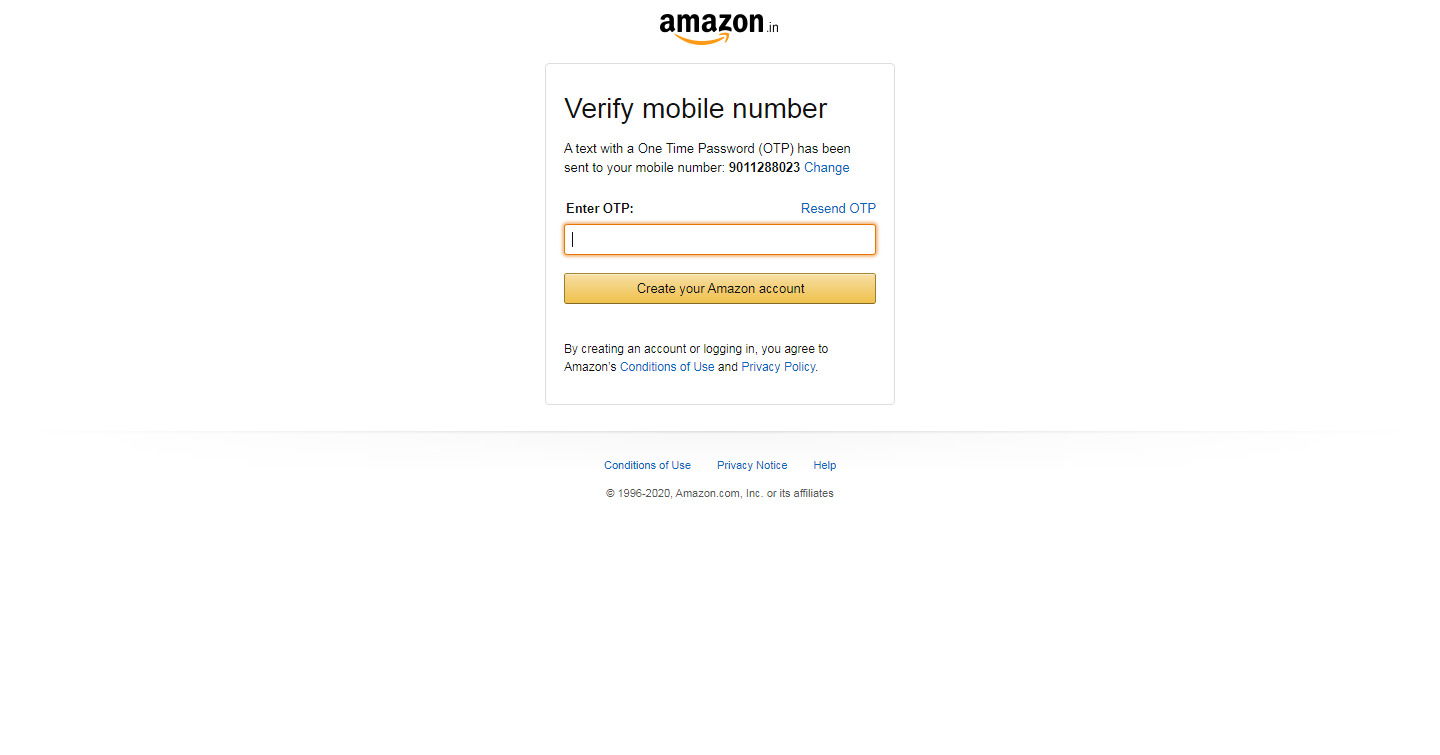 amazon.in
Verify mobile number
A text with a One Time Password (OTP) has been
sent to your mobile number: 9011288023 Change
Enter OTP: Resend OTP
Create your Amazon account
By creating an account or logging in, you agree to
Amazon's Conditions of Use and Privacy Policy.
Conditions of Use Privacy Notice Help
© 1996-2020, Amazon.com, Inc. or its affiliates